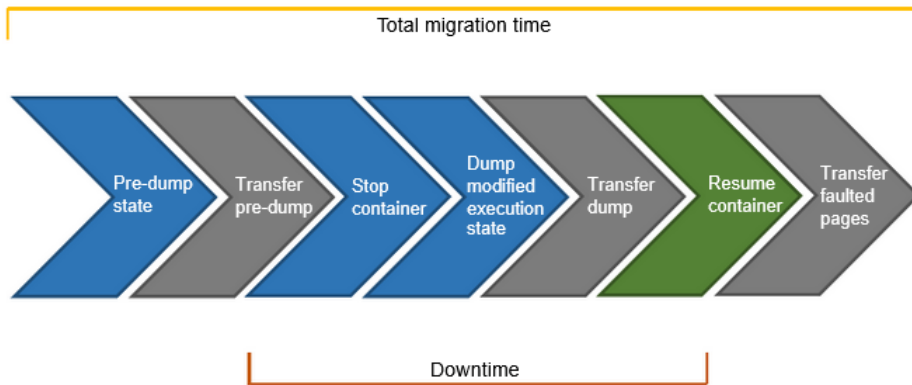 Total migration time
Pre-dump
state
Transfer
pre-dump
Stop
container
Dump
modified
execution
state
Transfer
dump
Resume
container
Transfer
faulted
pages
Downtime